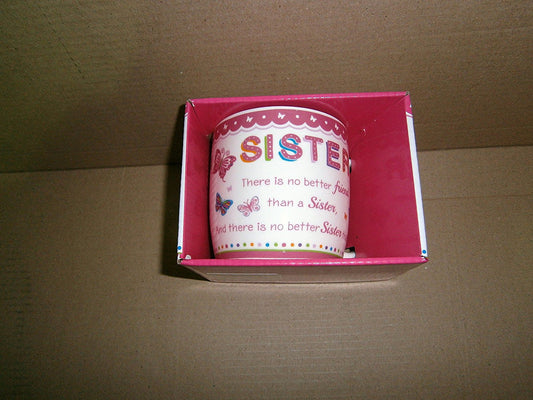 SISTER
There is no better friend
than a Sister,
And there is no better Sister